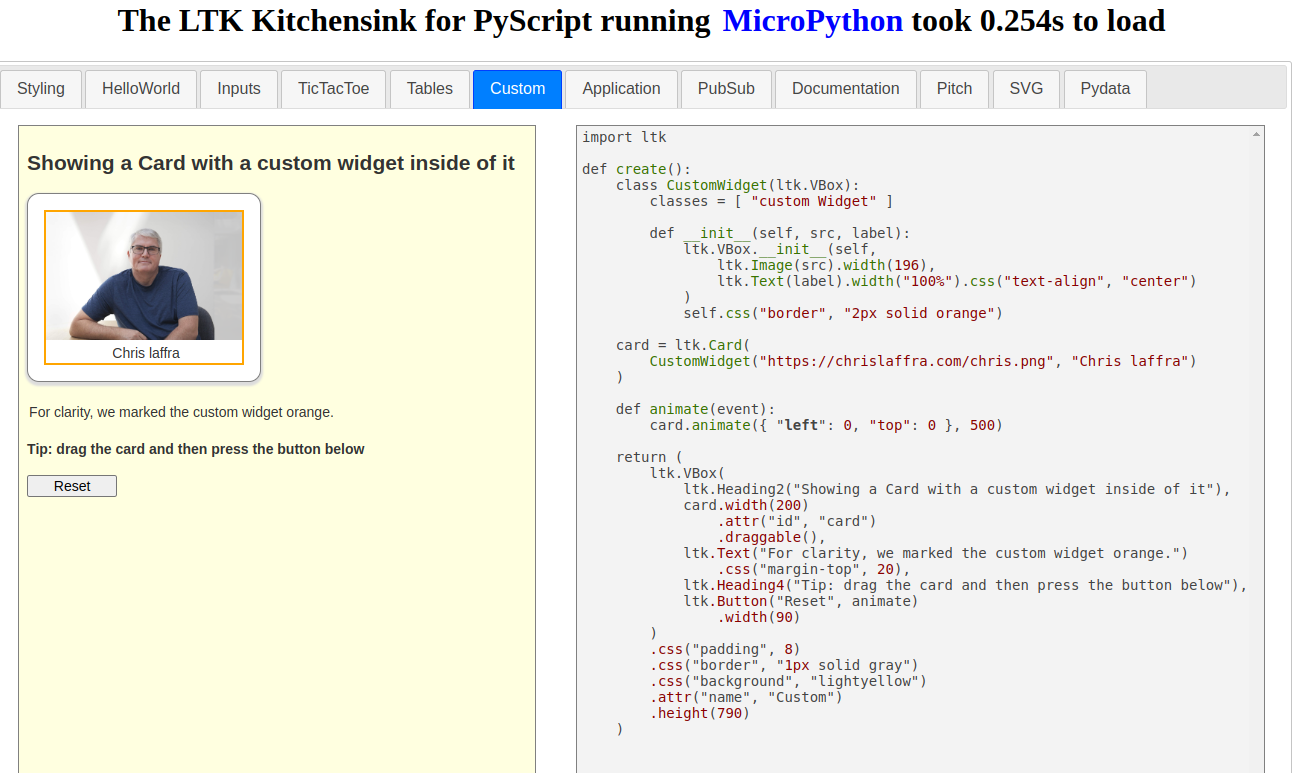 The LTK Kitchensink for PyScript running MicroPython took 0.254s to load
Styling HelloWorld Inputs TicTacToe Tables Custom Application PubSub Documentation Pitch SVG Pydata
Showing a Card with a custom widget inside of it
Chris laffra
For clarity, we marked the custom widget orange.
Tip: drag the card and then press the button below
Reset
import ltk
def create():
    class CustomWidget(ltk.VBox):
        classes = [ "custom Widget" ]
        def __init__(self, src, label):
            ltk.VBox.__init__(self,
                ltk.Image(src).width(196),
                ltk.Text(label).width("100%").css("text-align", "center")
            )
            self.css("border", "2px solid orange")
    card = ltk.Card(
        CustomWidget("https://chrislaffra.com/chris.png", "Chris laffra")
    )
    def animate(event):
        card.animate({ "left": 0, "top": 0 }, 500)
    return (
        ltk.VBox(
            ltk.Heading2("Showing a Card with a custom widget inside of it"),
            card.width(200)
                .attr("id", "card")
                .draggable(),
            ltk.Text("For clarity, we marked the custom widget orange.")
                .css("margin-top", 20),
            ltk.Heading4("Tip: drag the card and then press the button below"),
            ltk.Button("Reset", animate)
                .width(90)
        )
        .css("padding", 8)
        .css("border", "1px solid gray")
        .css("background", "lightyellow")
        .attr("name", "Custom")
        .height(790)
    )